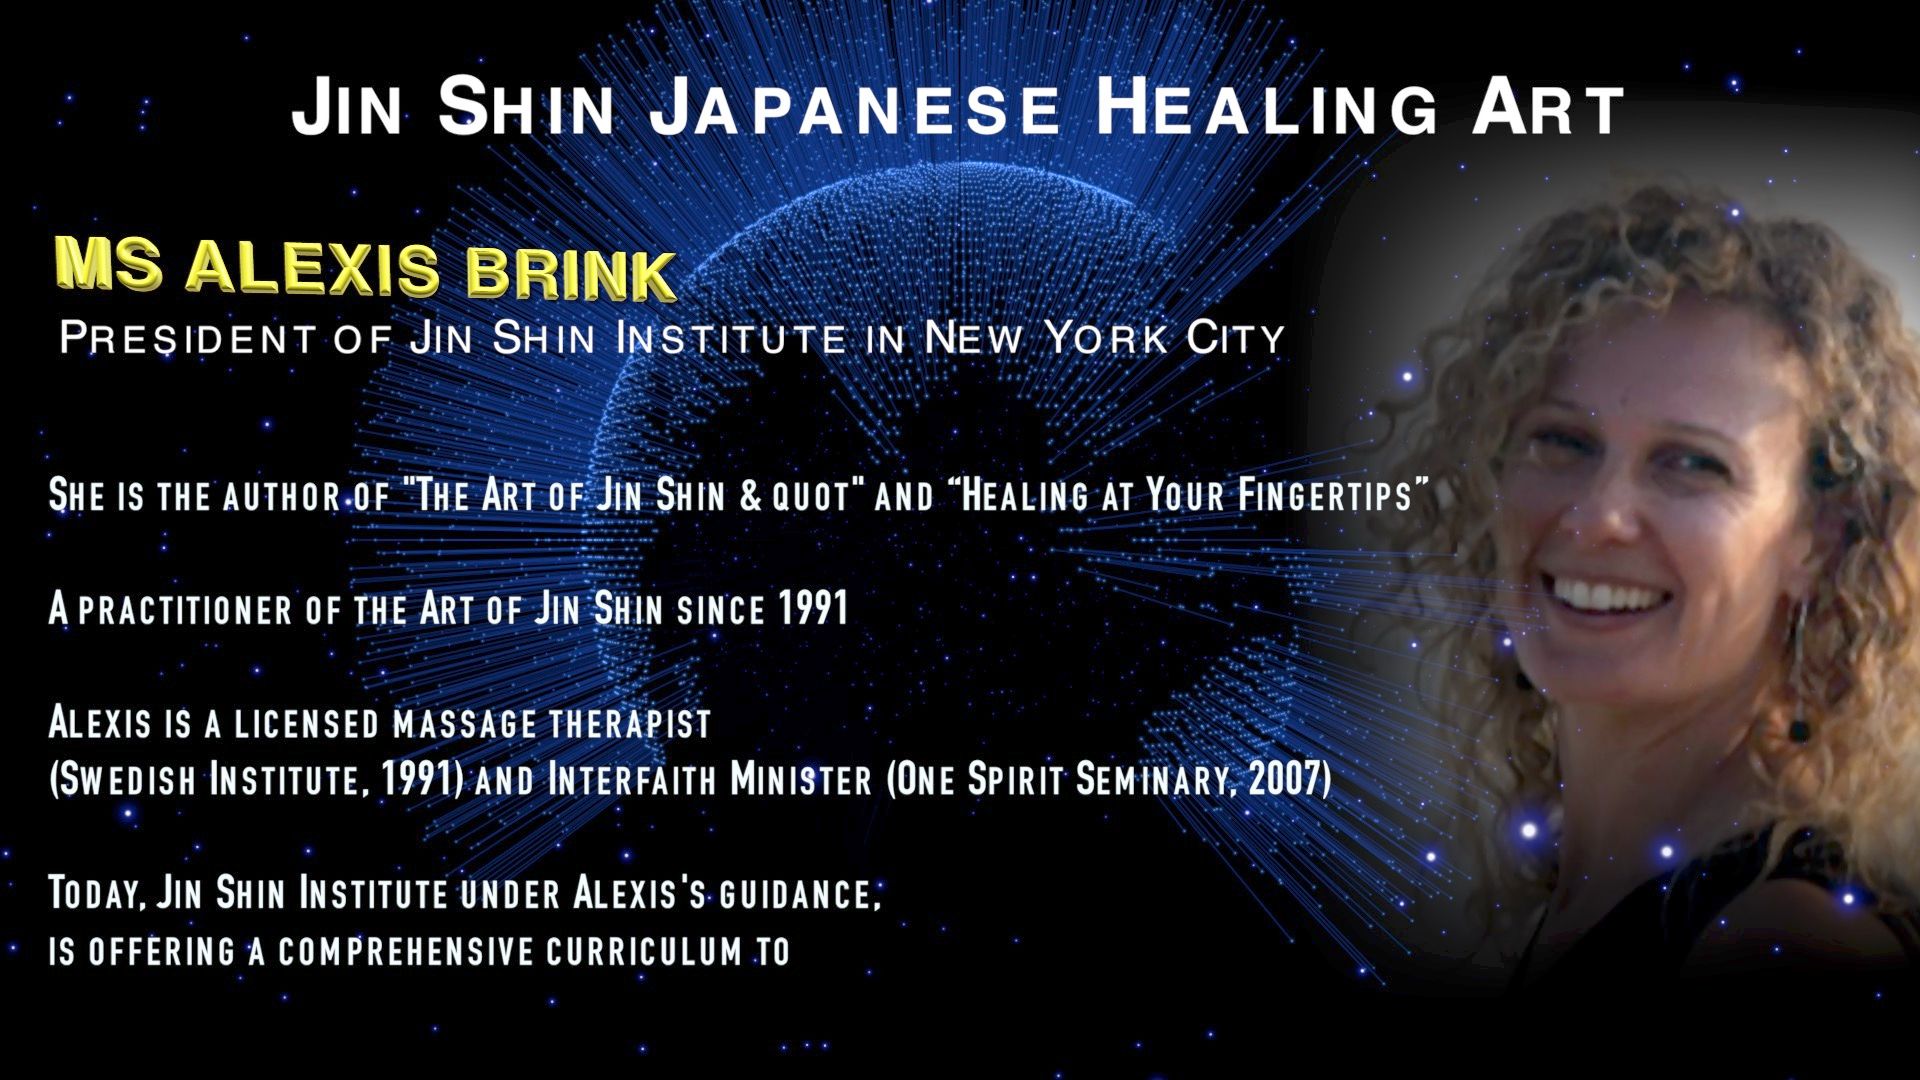 Jin Shin Japanese Healing Art
MS ALEXIS BRINK
President of Jin Shin Institute in New York City
She is the author of "The Art of Jin Shin & quot" and “Healing at Your Fingertips”
A practitioner of the Art of Jin Shin since 1991
Alexis is a licensed massage therapist
(Swedish Institute, 1991) and Interfaith Minister (One Spirit Seminary, 2007)
Today, Jin Shin Institute under Alexis's guidance,
is offering a comprehensive curriculum to